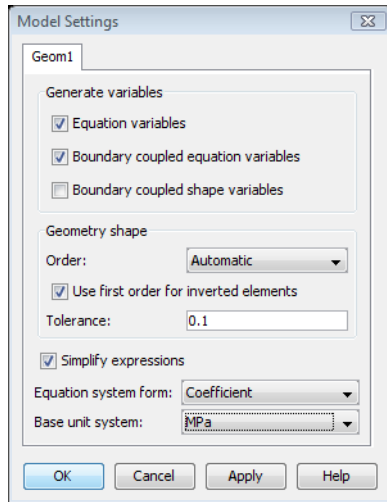 Model Settings
Geom1
Generate variables
Equation variables
Boundary coupled equation variables
Boundary coupled shape variables
Geometry shape
Order: Automatic
Use first order for inverted elements
Tolerance: 0.1
Simplify expressions
Equation system form: Coefficient
Base unit system: MPa
OK Cancel Apply Help